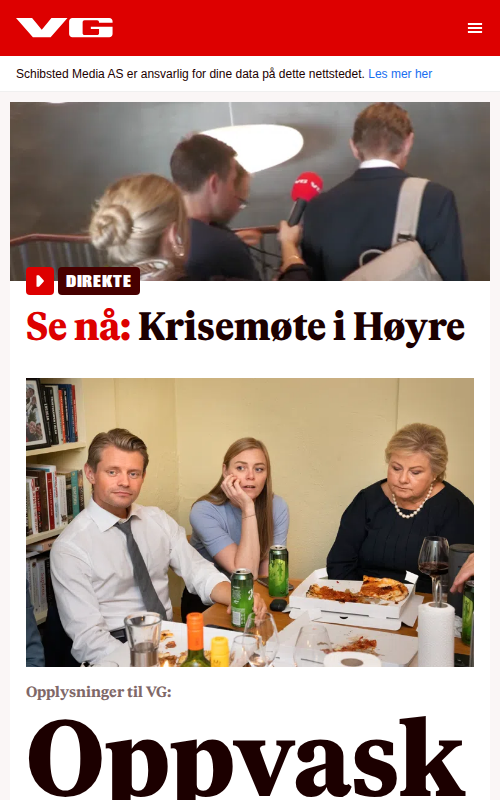 VG
Schibsted Media AS er ansvarlig for dine data på dette nettstedet. Les mer her
VG
DIREKTE
Se nå: Krisemøte i Høyre
Opplysninger til VG:
Oppvask